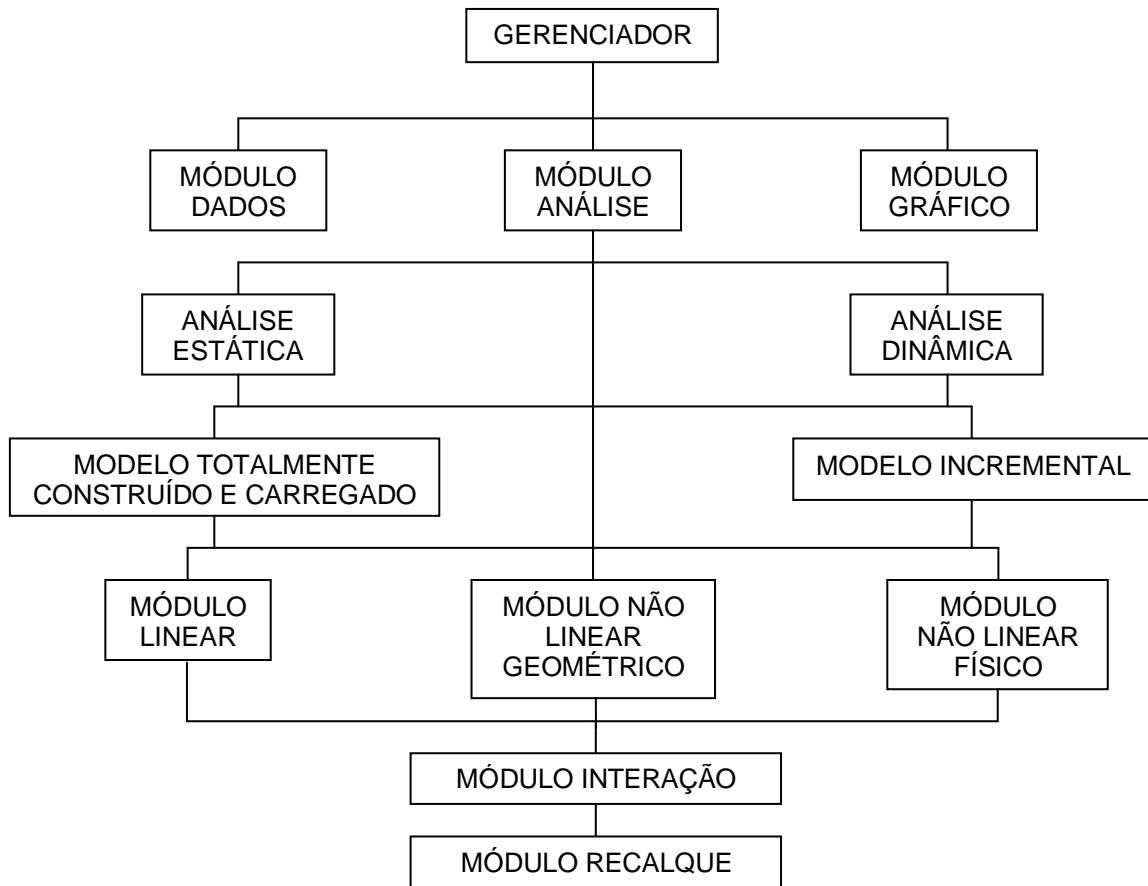 GERENCIADOR
MÓDULO
DADOS
MÓDULO
ANÁLISE
MÓDULO
GRÁFICO
ANÁLISE
ESTÁTICA
ANÁLISE
DINÂMICA
MODELO TOTALMENTE
CONSTRUÍDO E CARREGADO
MODELO INCREMENTAL
MÓDULO
LINEAR
MÓDULO NÃO
LINEAR
GEOMÉTRICO
MÓDULO
NÃO LINEAR
FÍSICO
MÓDULO INTERAÇÃO
MÓDULO RECALQUE